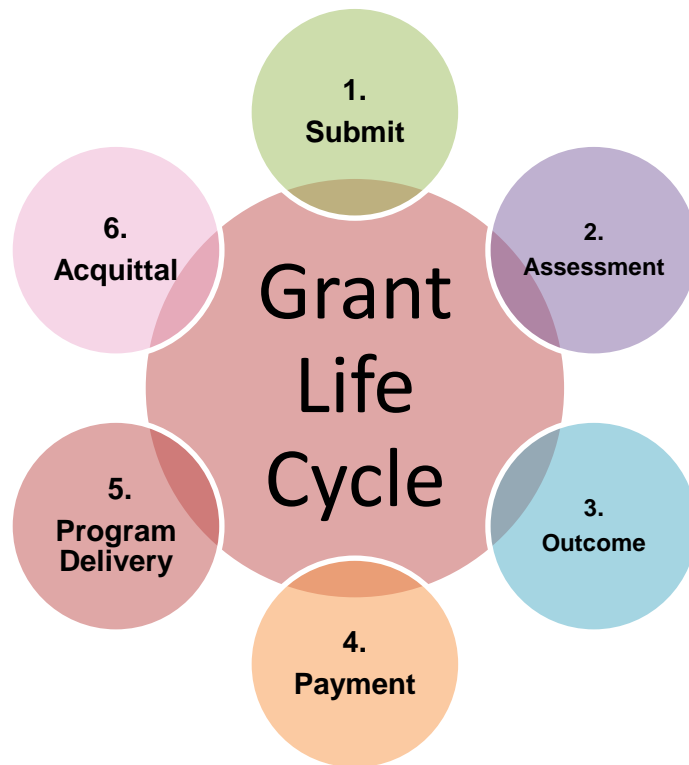 Grant
Life
Cycle
1.
Submit
2.
Assessment
3.
Outcome
4.
Payment
5.
Program
Delivery
6.
Acquittal